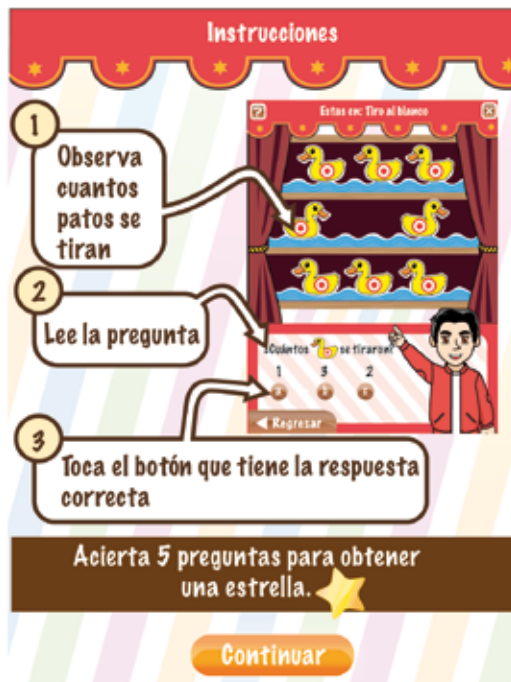 Instrucciones
1
Observa
cuantos
patos se
tiran
Estas en: Tiro al blanco
?
X
2
Lee la pregunta
¿Cuántos se tiraron?
1 3 2
Regresar
3
Toca el botón que tiene la respuesta
correcta
Acierta 5 preguntas para obtener
una estrella.
Continuar